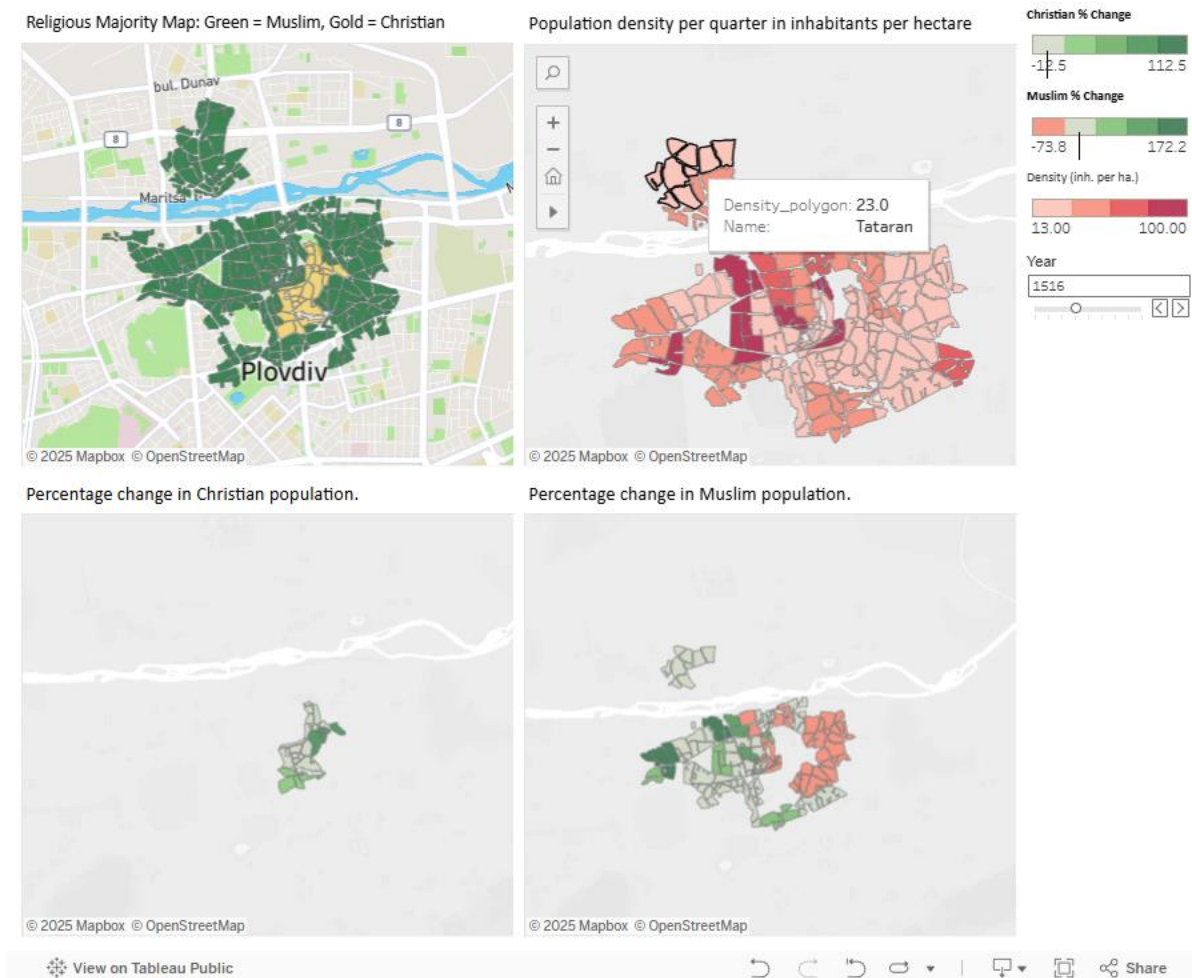 Religious Majority Map: Green = Muslim, Gold = Christian
bul. Dunav
8
8
Maritsa
Plovdiv
© 2025 Mapbox © OpenStreetMap
Population density per quarter in inhabitants per hectare
+
−
Density_polygon: 23.0
Name: Tataran
© 2025 Mapbox © OpenStreetMap
Christian % Change
-12.5 112.5
Muslim % Change
-73.8 172.2
Density (inh. per ha.)
13.00 100.00
Year
1516
Percentage change in Christian population.
© 2025 Mapbox © OpenStreetMap
Percentage change in Muslim population.
© 2025 Mapbox © OpenStreetMap
View on Tableau Public
Share